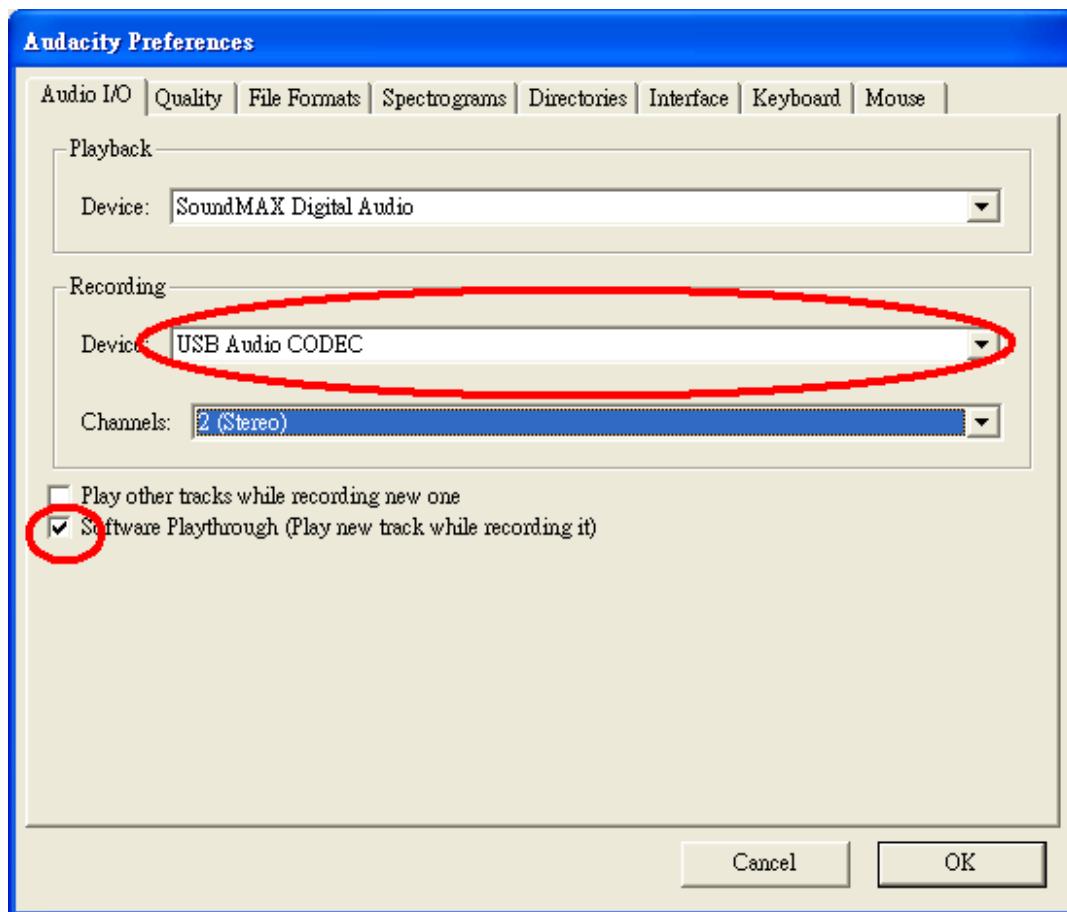 Audacity Preferences
Audio I/O Quality File Formats Spectrograms Directories Interface Keyboard Mouse
Playback
Device: SoundMAX Digital Audio
Recording
Device: USB Audio CODEC
Channels: 2 (Stereo)
Play other tracks while recording new one
Software Playthrough (Play new track while recording it)
Cancel OK